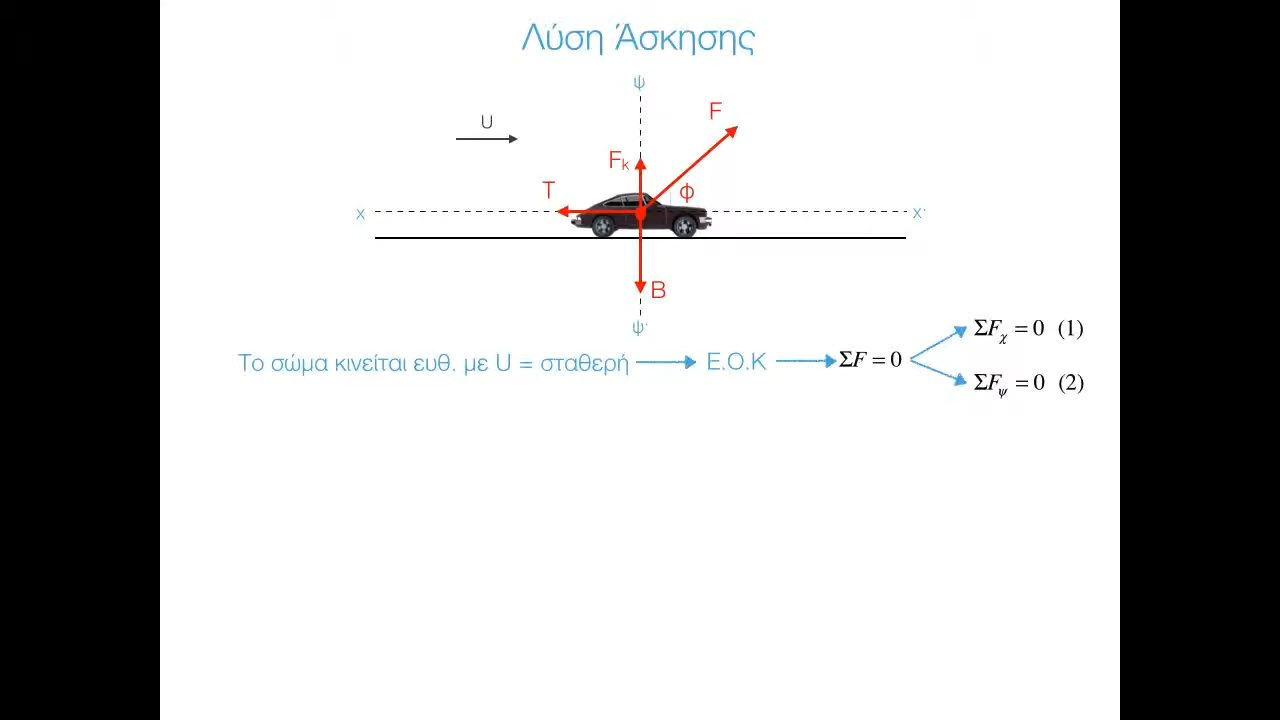 Λύση Άσκησης
ψ
F
U
Fk
T
φ
x
x'
B
ψ'
Το σώμα κινείται ευθ. με U = σταθερή
Ε.Ο.Κ
ΣF = 0
ΣFχ = 0 (1)
ΣFψ = 0 (2)